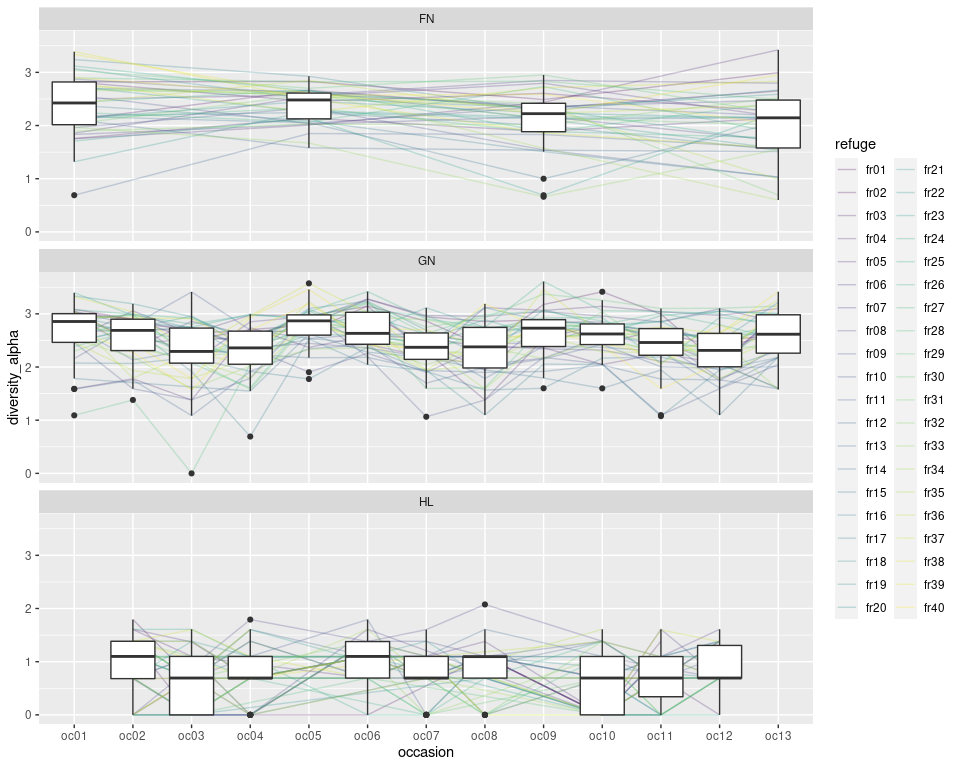 FN
3
2
1
0
GN
3
2
1
0
HL
3
2
1
0
diversity_alpha
oc01 oc02 oc03 oc04 oc05 oc06 oc07 oc08 oc09 oc10 oc11 oc12 oc13
occasion
refuge
fr01 fr21
fr02 fr22
fr03 fr23
fr04 fr24
fr05 fr25
fr06 fr26
fr07 fr27
fr08 fr28
fr09 fr29
fr10 fr30
fr11 fr31
fr12 fr32
fr13 fr33
fr14 fr34
fr15 fr35
fr16 fr36
fr17 fr37
fr18 fr38
fr19 fr39
fr20 fr40